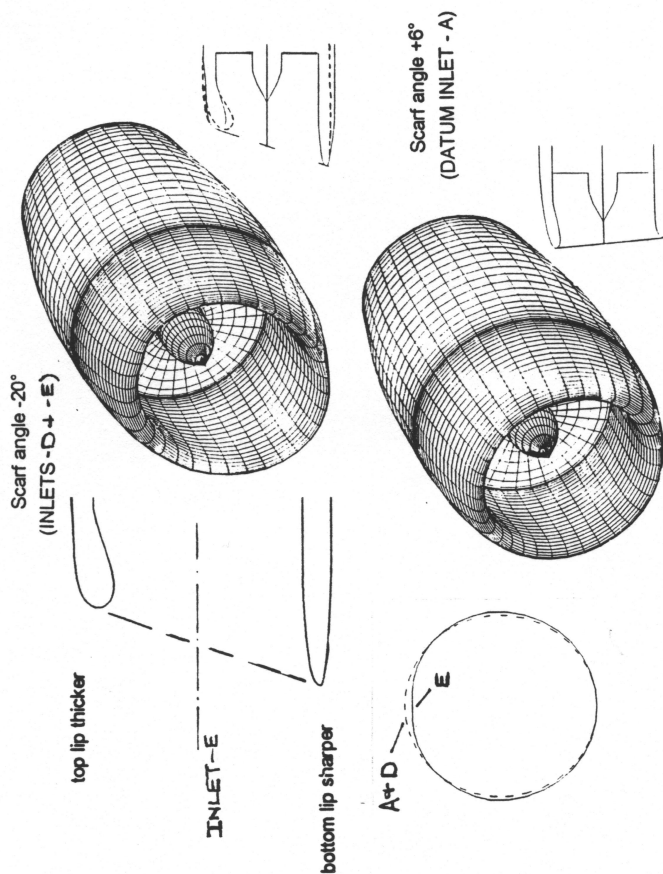 Scarf angle -20°
(INLETS - D + - E)
top lip thicker
INLET-E
bottom lip sharper
Scarf angle +6°
(DATUM INLET - A)
A+D
E